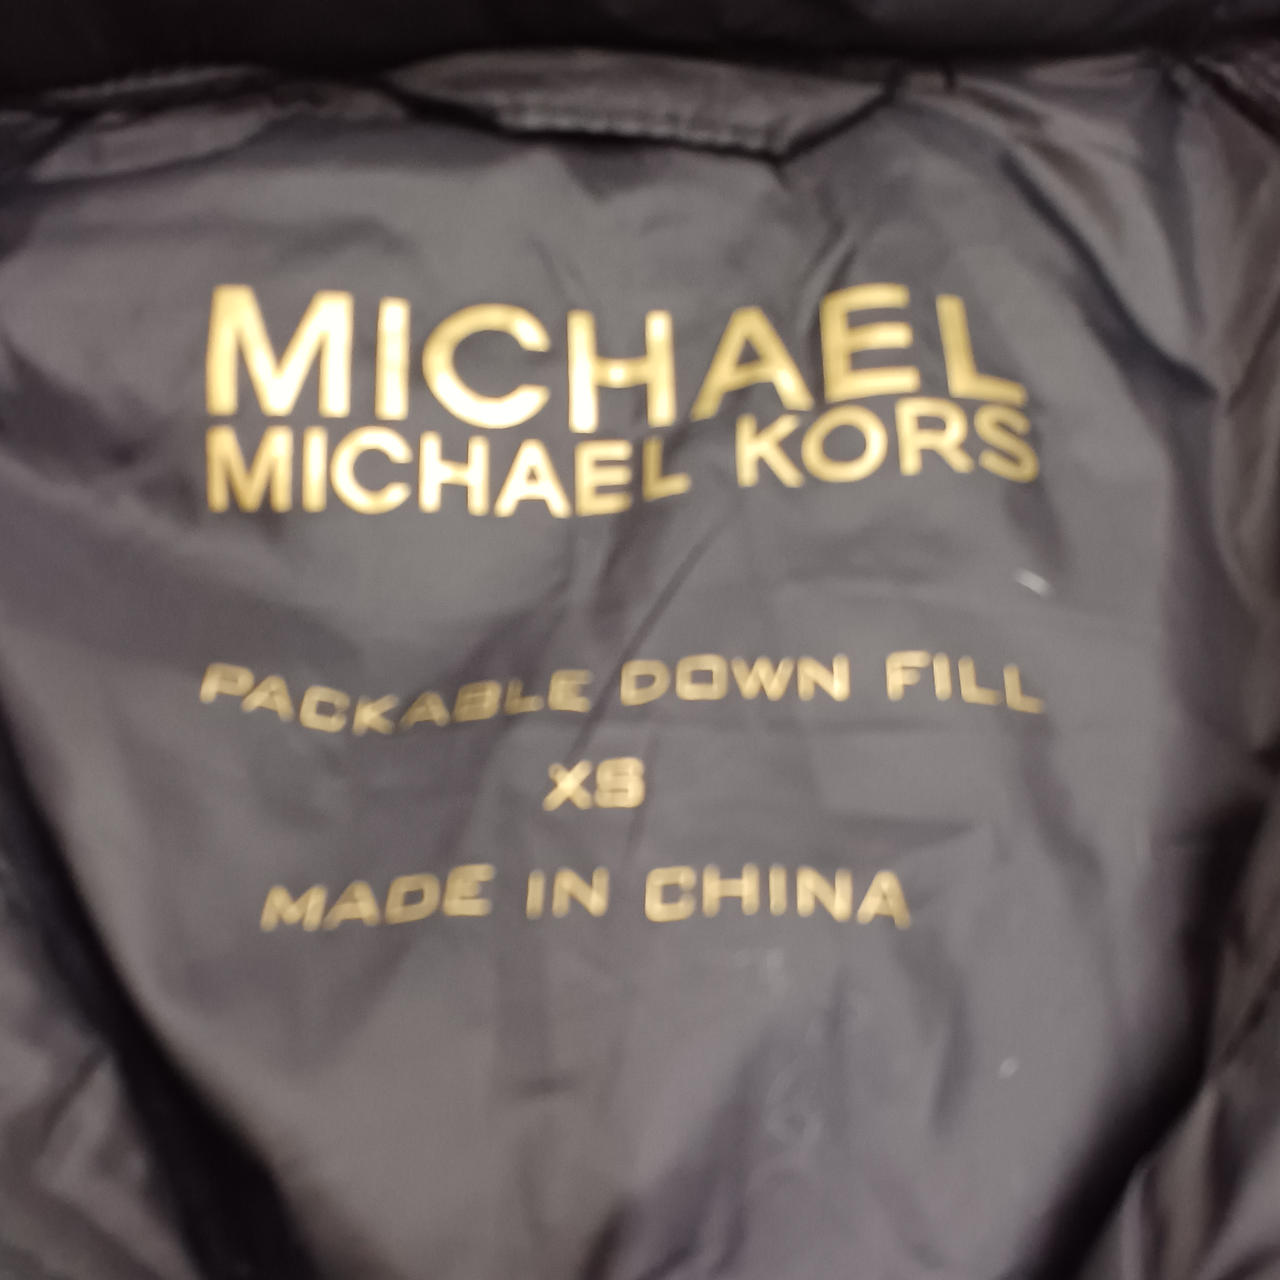 MICHAEL
MICHAEL KORS
PACKABLE DOWN FILL
XS
MADE IN CHINA